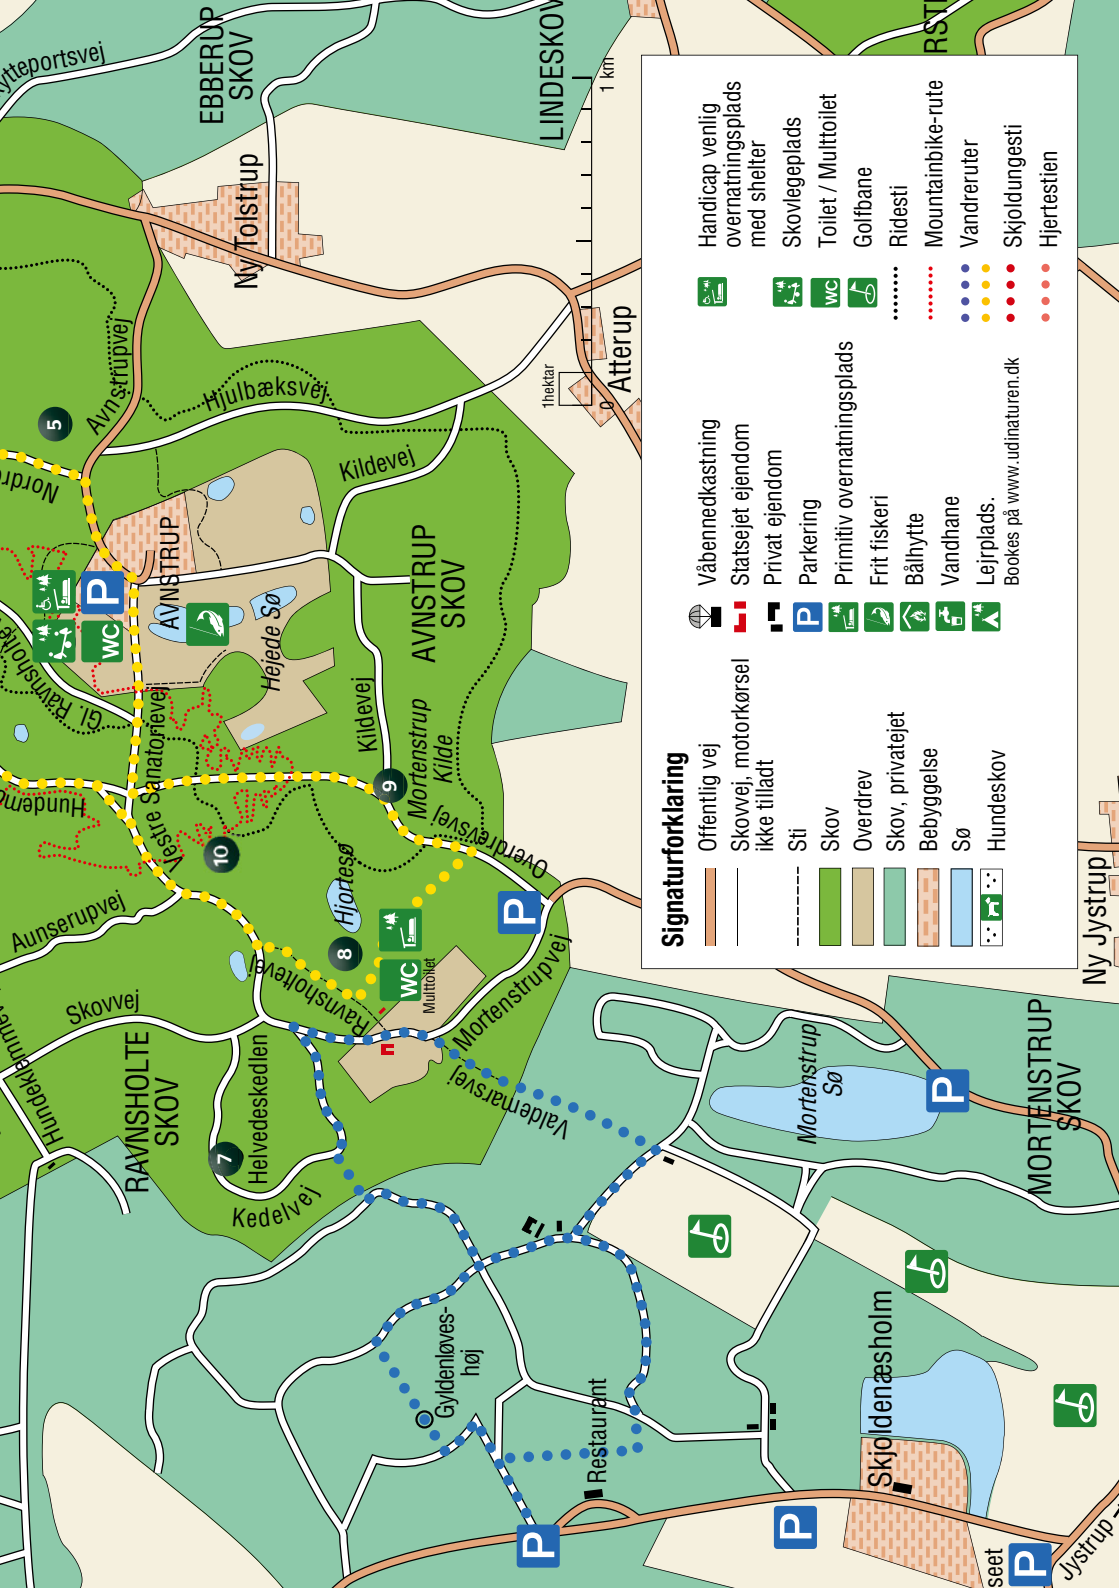 Rytteportsvej
EBBERUP
SKOV
LINDESKOV
Ny Tolstrup
1 km
1hektar
0
Atterup
5
Avnstrupvej
Hjulbæksvej
Kildevej
AVNSTRUP
P
WC
Gl. Ravnsholtevej
Hejede Sø
AVNSTRUP
SKOV
Kildevej
Mortenstrup
Kilde
9
Overdrevsvej
Vestre Sanatorievej
10
Aunserupvej
Hjortesø
8
WC
Multtoilet
P
Ravnsholtevej
Mortenstrupvej
Skovvej
RAVNSHOLTE
SKOV
Helvedeskedlen
7
Kedelvej
Valdemarsvej
Gyldenløves-
høj
Restaurant
P
P
Skjoldenæsholm
P
Mortenstrup
Sø
P
MORTENSTRUP
SKOV
Ny Jystrup
Signaturforklaring
Offentlig vej
Skovvej, motorkørsel
ikke tilladt
Sti
Skov
Overdrev
Skov, privatejet
Bebyggelse
Sø
Hundeskov
Våbennedkastning
Statsejet ejendom
Privat ejendom
P Parkering
Primitiv overnatningsplads
Frit fiskeri
Bålhytte
Vandhane
Lejrplads.
Bookes på www.udinaturen.dk
Handicap venlig
overnatningsplads
med shelter
Skovlegeplads
WC Toilet / Multtoilet
Golfbane
Ridesti
Mountainbike-rute
Vandreruter
Skjoldungesti
Hjertestien